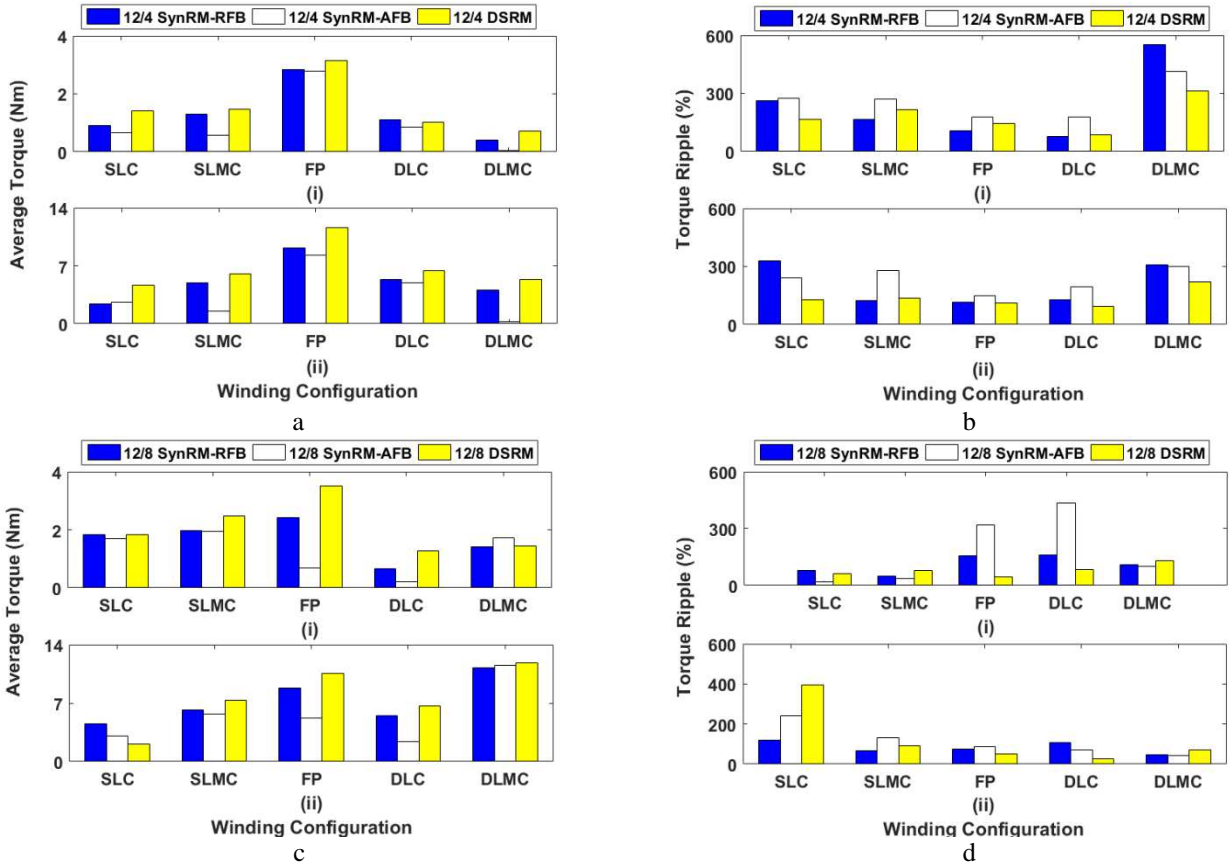 12/4 SynRM-RFB 12/4 SynRM-AFB 12/4 DSRM
Average Torque (Nm)
4
2
0
SLC SLMC FP DLC DLMC
(i)
14
7
0
SLC SLMC FP DLC DLMC
(ii)
Winding Configuration
a
12/4 SynRM-RFB 12/4 SynRM-AFB 12/4 DSRM
Torque Ripple (%)
600
300
0
SLC SLMC FP DLC DLMC
(i)
600
300
0
SLC SLMC FP DLC DLMC
(ii)
Winding Configuration
b
12/8 SynRM-RFB 12/8 SynRM-AFB 12/8 DSRM
Average Torque (Nm)
4
2
0
SLC SLMC FP DLC DLMC
(i)
14
7
0
SLC SLMC FP DLC DLMC
(ii)
Winding Configuration
c
12/8 SynRM-RFB 12/8 SynRM-AFB 12/8 DSRM
Torque Ripple (%)
600
300
0
SLC SLMC FP DLC DLMC
(i)
600
400
200
0
SLC SLMC FP DLC DLMC
(ii)
Winding Configuration
d